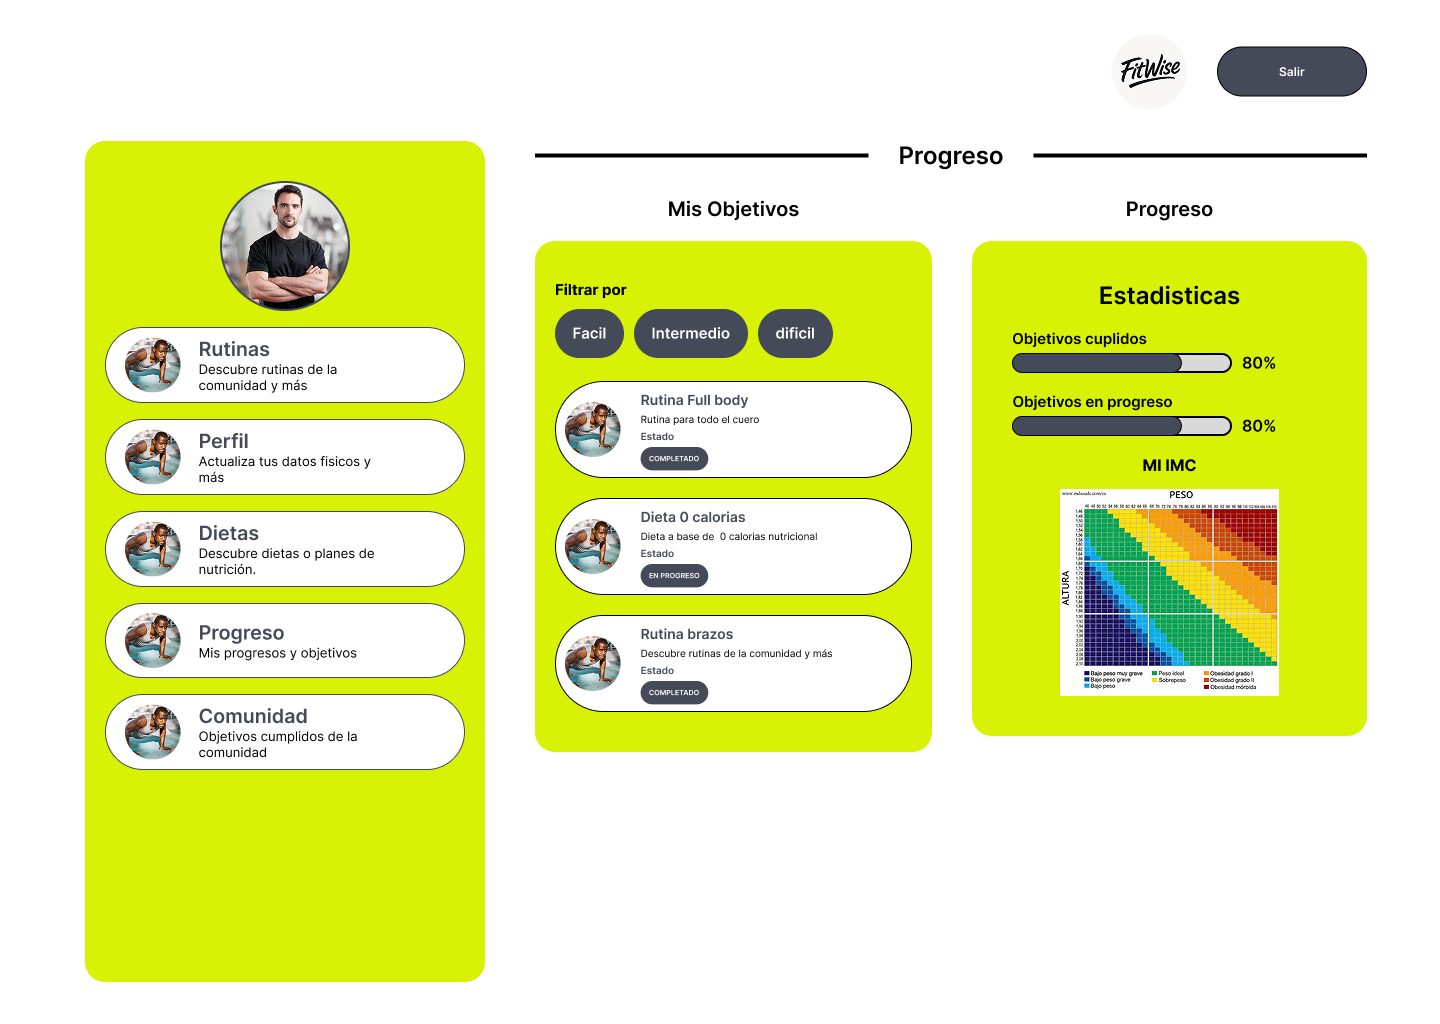 FitWise
Salir
Rutinas
Descubre rutinas de la
comunidad y más
Perfil
Actualiza tus datos fisicos y
más
Dietas
Descubre dietas o planes de
nutrición.
Progreso
Mis progresos y objetivos
Comunidad
Objetivos cumplidos de la
comunidad
Progreso
Mis Objetivos
Filtrar por
Facil
Intermedio
dificil
Rutina Full body
Rutina para todo el cuero
Estado
COMPLETADO
Dieta 0 calorias
Dieta a base de  0 calorias nutricional
Estado
EN PROGRESO
Rutina brazos
Descubre rutinas de la comunidad y más
Estado
COMPLETADO
Progreso
Estadisticas
Objetivos cuplidos
80%
Objetivos en progreso
80%
MI IMC
PESO
ALTURA
Bajo peso muy grave
Bajo peso grave
Bajo peso
Peso ideal
Sobrepeso
Obesidad grado I
Obesidad grado II
Obesidad mórbida